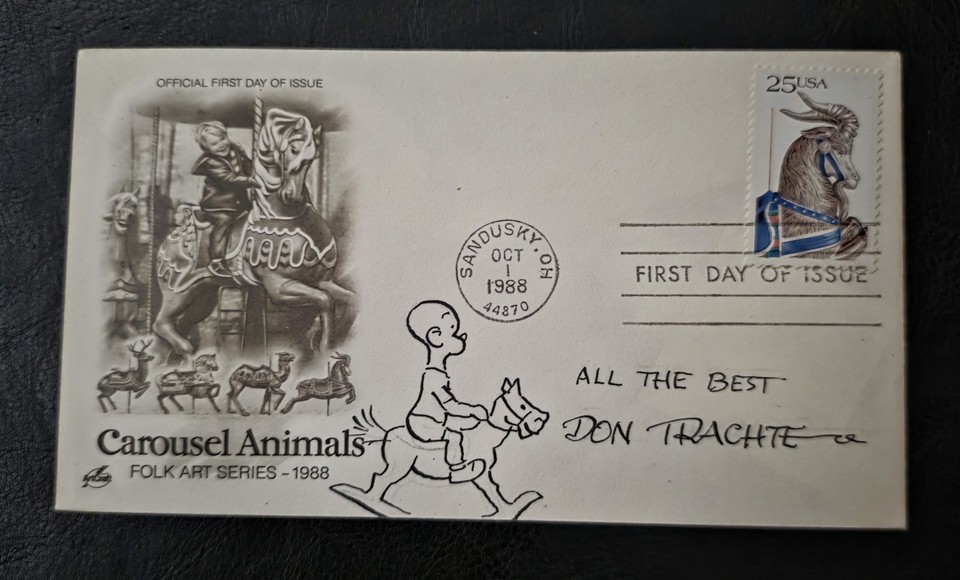 OFFICIAL FIRST DAY OF ISSUE
25USA
SANDUSKY, OH
OCT
1
1988
44870
FIRST DAY OF ISSUE
ALL THE BEST
DON TRACHTE
Carousel Animals
FOLK ART SERIES – 1988
ArtCraft